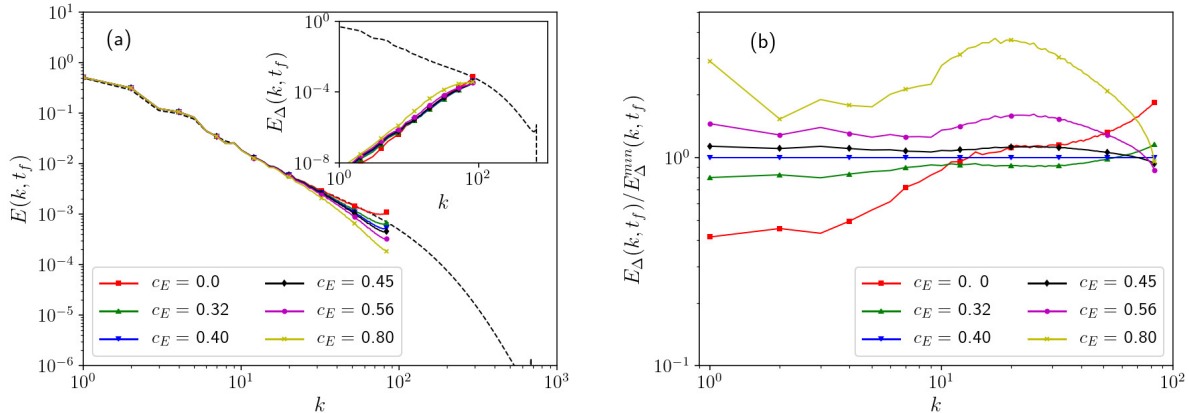 (a)
E(k, t_f)
10^1
10^0
10^-1
10^-2
10^-3
10^-4
10^-5
10^-6
10^0 10^1 10^2 10^3
k
E_Δ(k, t_f)
10^0
10^-4
10^-8
10^0 10^2
k
c_E = 0.0
c_E = 0.32
c_E = 0.40
c_E = 0.45
c_E = 0.56
c_E = 0.80
(b)
E_Δ(k, t_f)/E_Δ^{mm}(k, t_f)
10^0
10^-1
10^0 10^1 10^2
k
c_E = 0. 0
c_E = 0.32
c_E = 0.40
c_E = 0.45
c_E = 0.56
c_E = 0.80